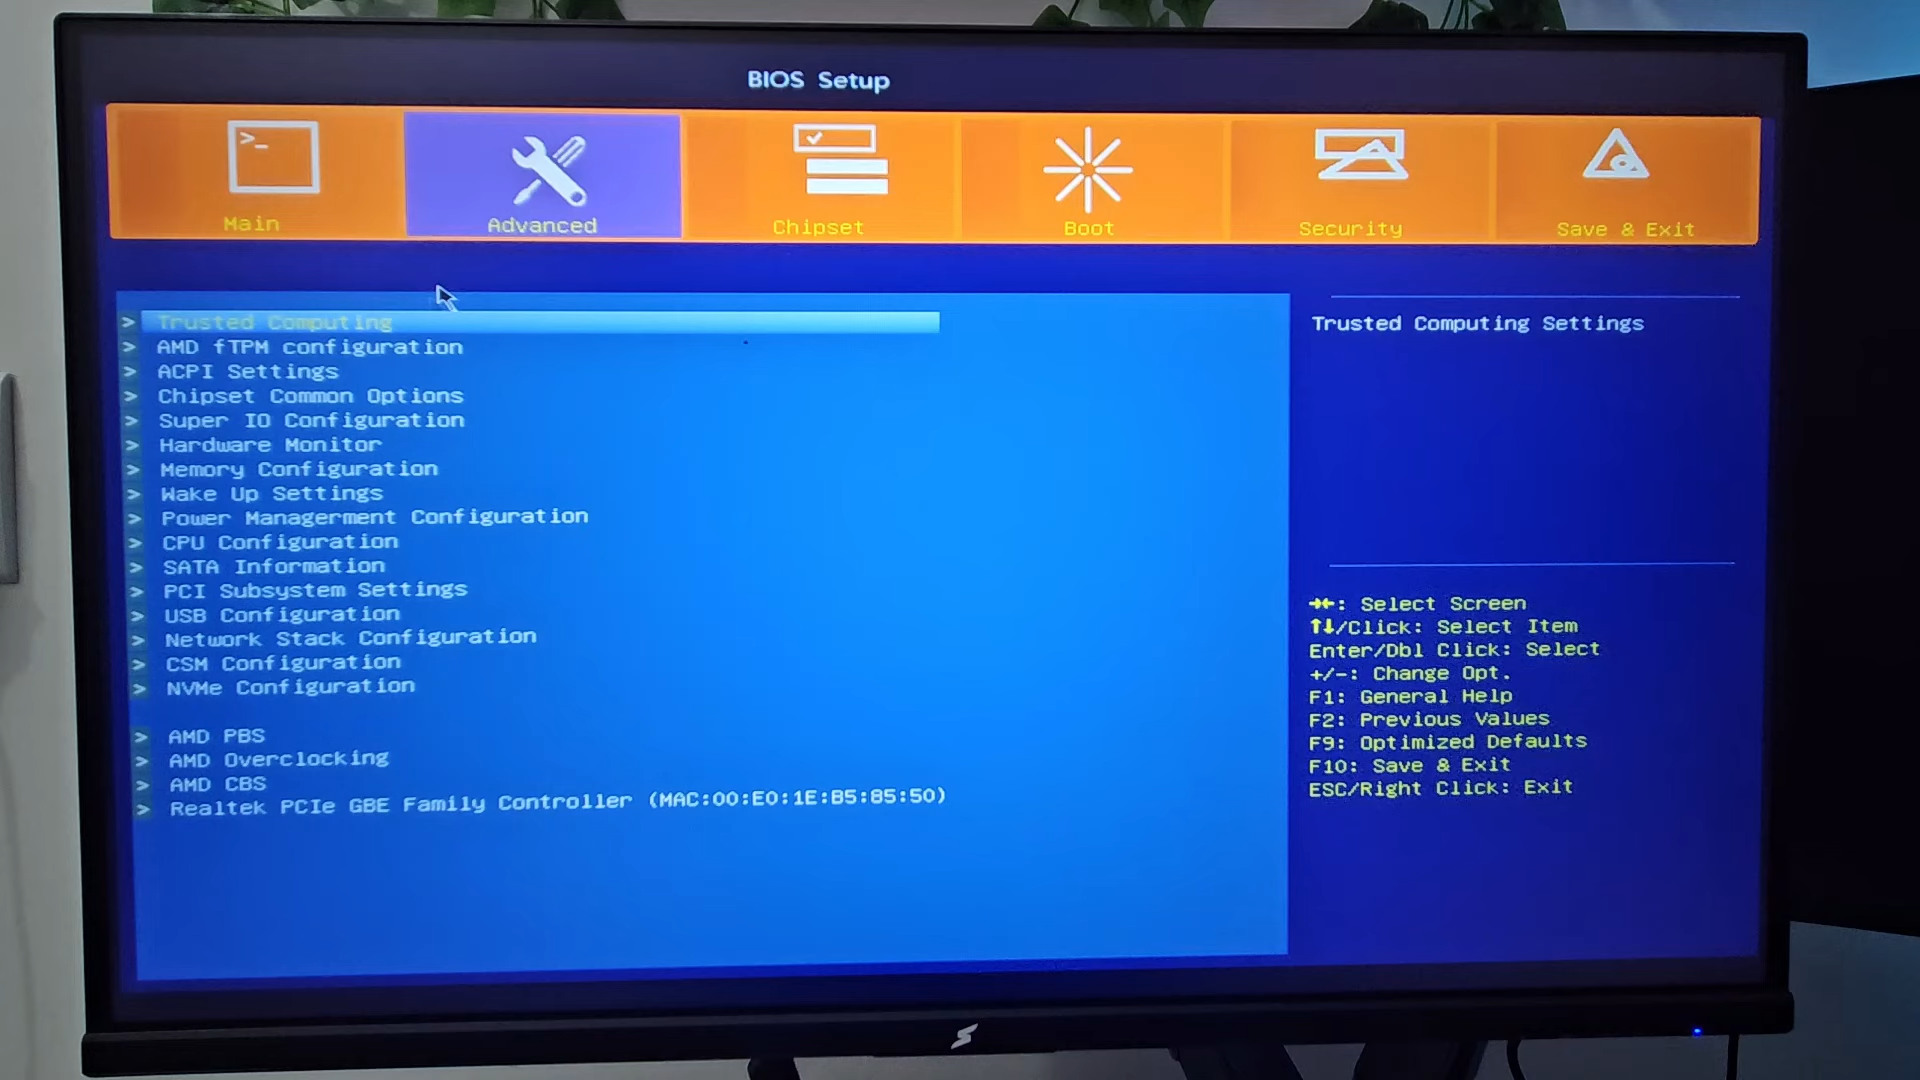 BIOS Setup
>_
Main
Advanced
Chipset
Boot
Security
Save & Exit
> Trusted Computing
> AMD fTPM configuration
> ACPI Settings
> Chipset Common Options
> Super IO Configuration
> Hardware Monitor
> Memory Configuration
> Wake Up Settings
> Power Managerment Configuration
> CPU Configuration
> SATA Information
> PCI Subsystem Settings
> USB Configuration
> Network Stack Configuration
> CSM Configuration
> NVMe Configuration
> AMD PBS
> AMD Overclocking
> AMD CBS
> Realtek PCIe GBE Family Controller (MAC:00:E0:1E:B5:85:50)
Trusted Computing Settings
→←: Select Screen
↑↓/Click: Select Item
Enter/Dbl Click: Select
+/-: Change Opt.
F1: General Help
F2: Previous Values
F9: Optimized Defaults
F10: Save & Exit
ESC/Right Click: Exit